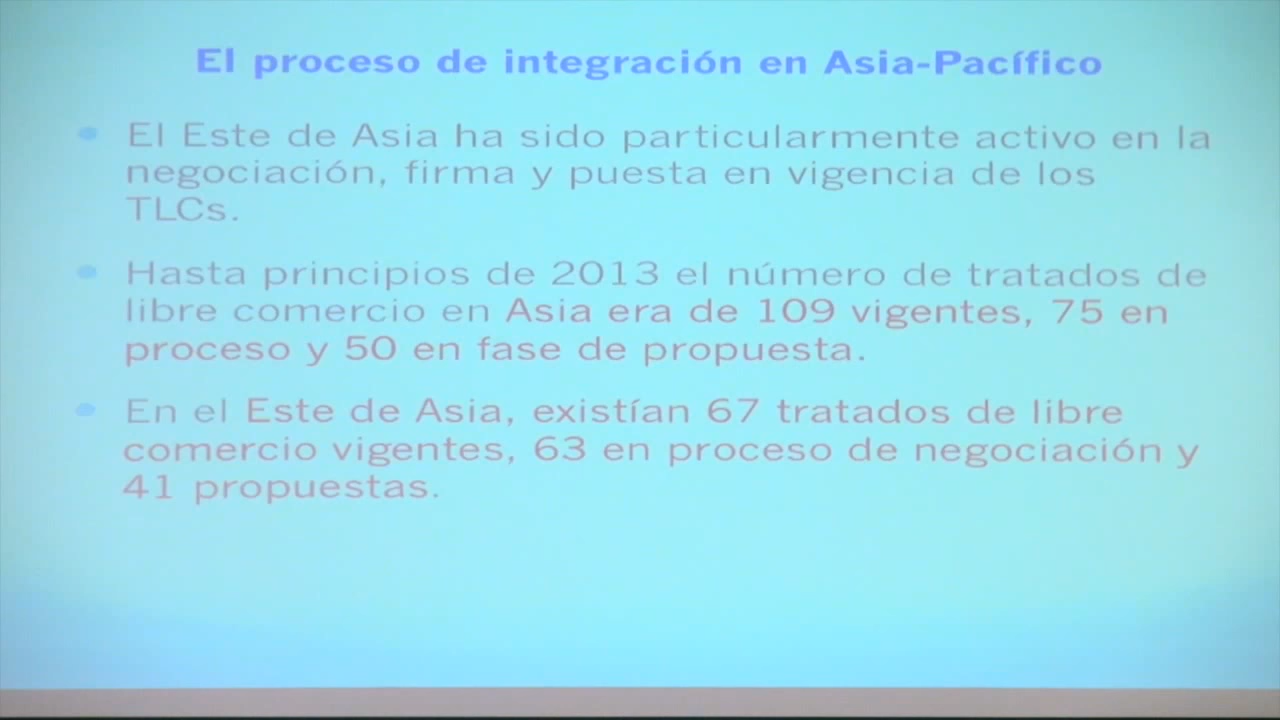 El proceso de integración en Asia-Pacífico
El Este de Asia ha sido particularmente activo en la
negociación, firma y puesta en vigencia de los
TLCs.
Hasta principios de 2013 el número de tratados de
libre comercio en Asia era de 109 vigentes, 75 en
proceso y 50 en fase de propuesta.
En el Este de Asia, existían 67 tratados de libre
comercio vigentes, 63 en proceso de negociación y
41 propuestas.